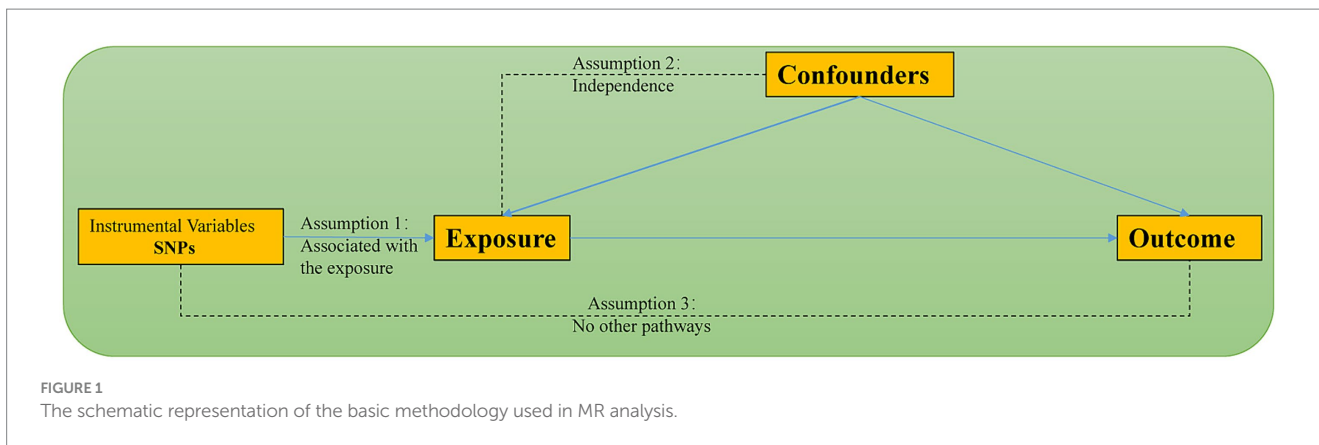 Assumption 2:
Independence
Confounders
Instrumental Variables
SNPs
Assumption 1:
Associated with
the exposure
Exposure
Outcome
Assumption 3:
No other pathways
FIGURE 1
The schematic representation of the basic methodology used in MR analysis.